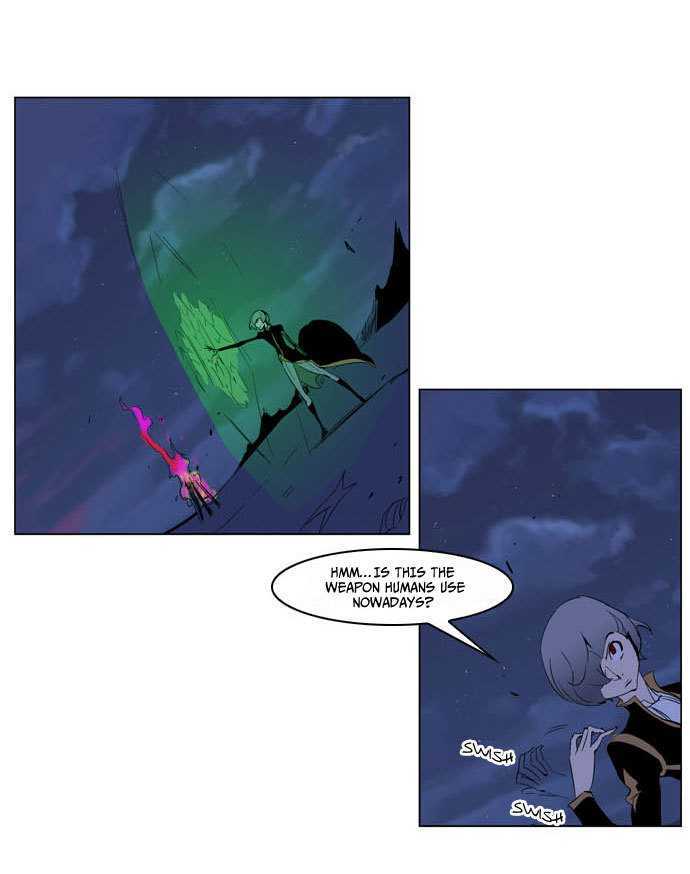 HMM...IS THIS THE
WEAPON HUMANS USE
NOWADAYS?
SWISH
SWISH